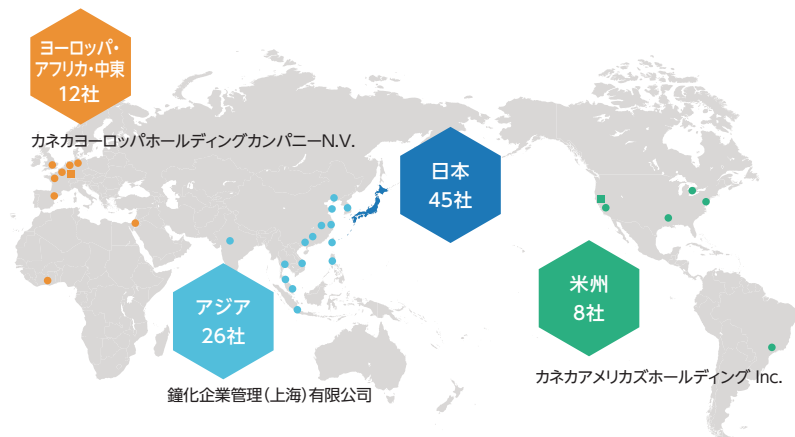 ヨーロッパ・
アフリカ・中東
12社
カネカヨーロッパホールディングカンパニーN.V.
日本
45社
アジア
26社
鐘化企業管理(上海)有限公司
米州
8社
カネカアメリカズホールディング Inc.